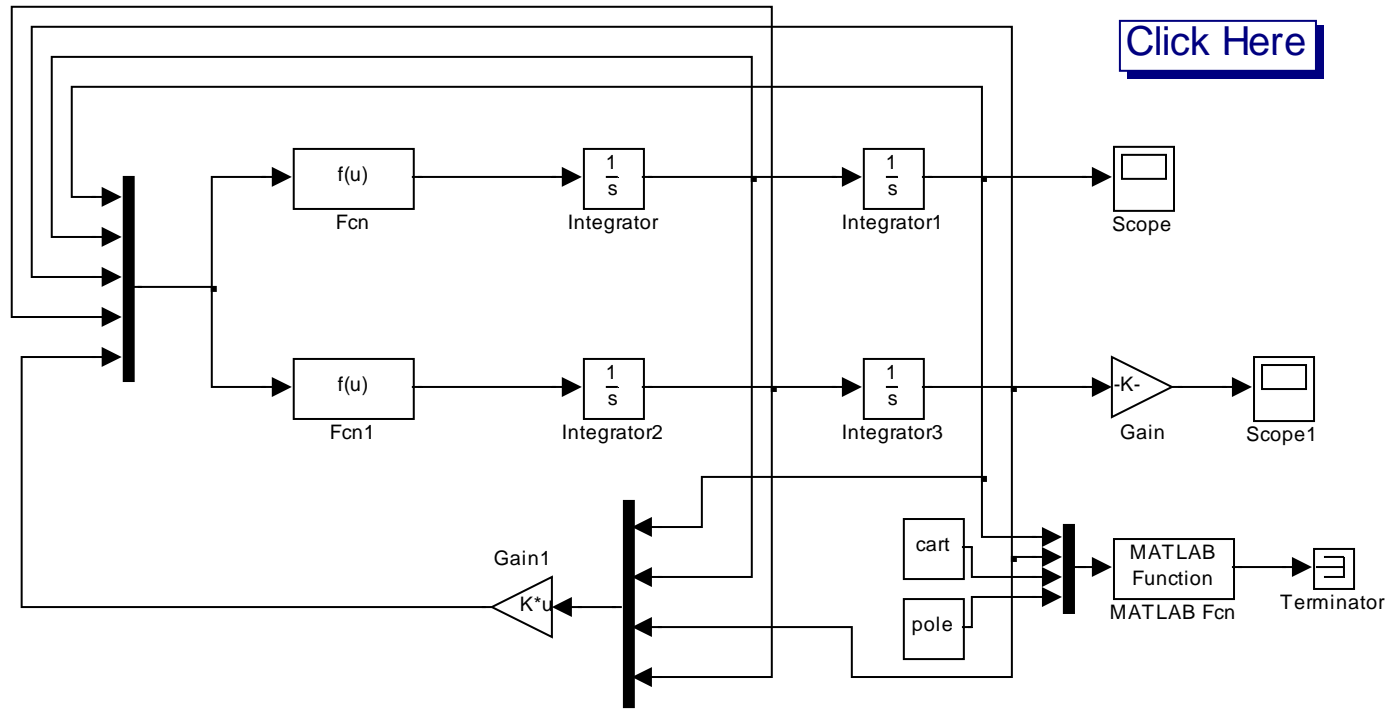 Click Here
f(u)
Fcn
1
s
Integrator
1
s
Integrator1
Scope
f(u)
Fcn1
1
s
Integrator2
1
s
Integrator3
-K-
Gain
Scope1
Gain1
K*u
cart
pole
MATLAB
Function
MATLAB Fcn
Terminator